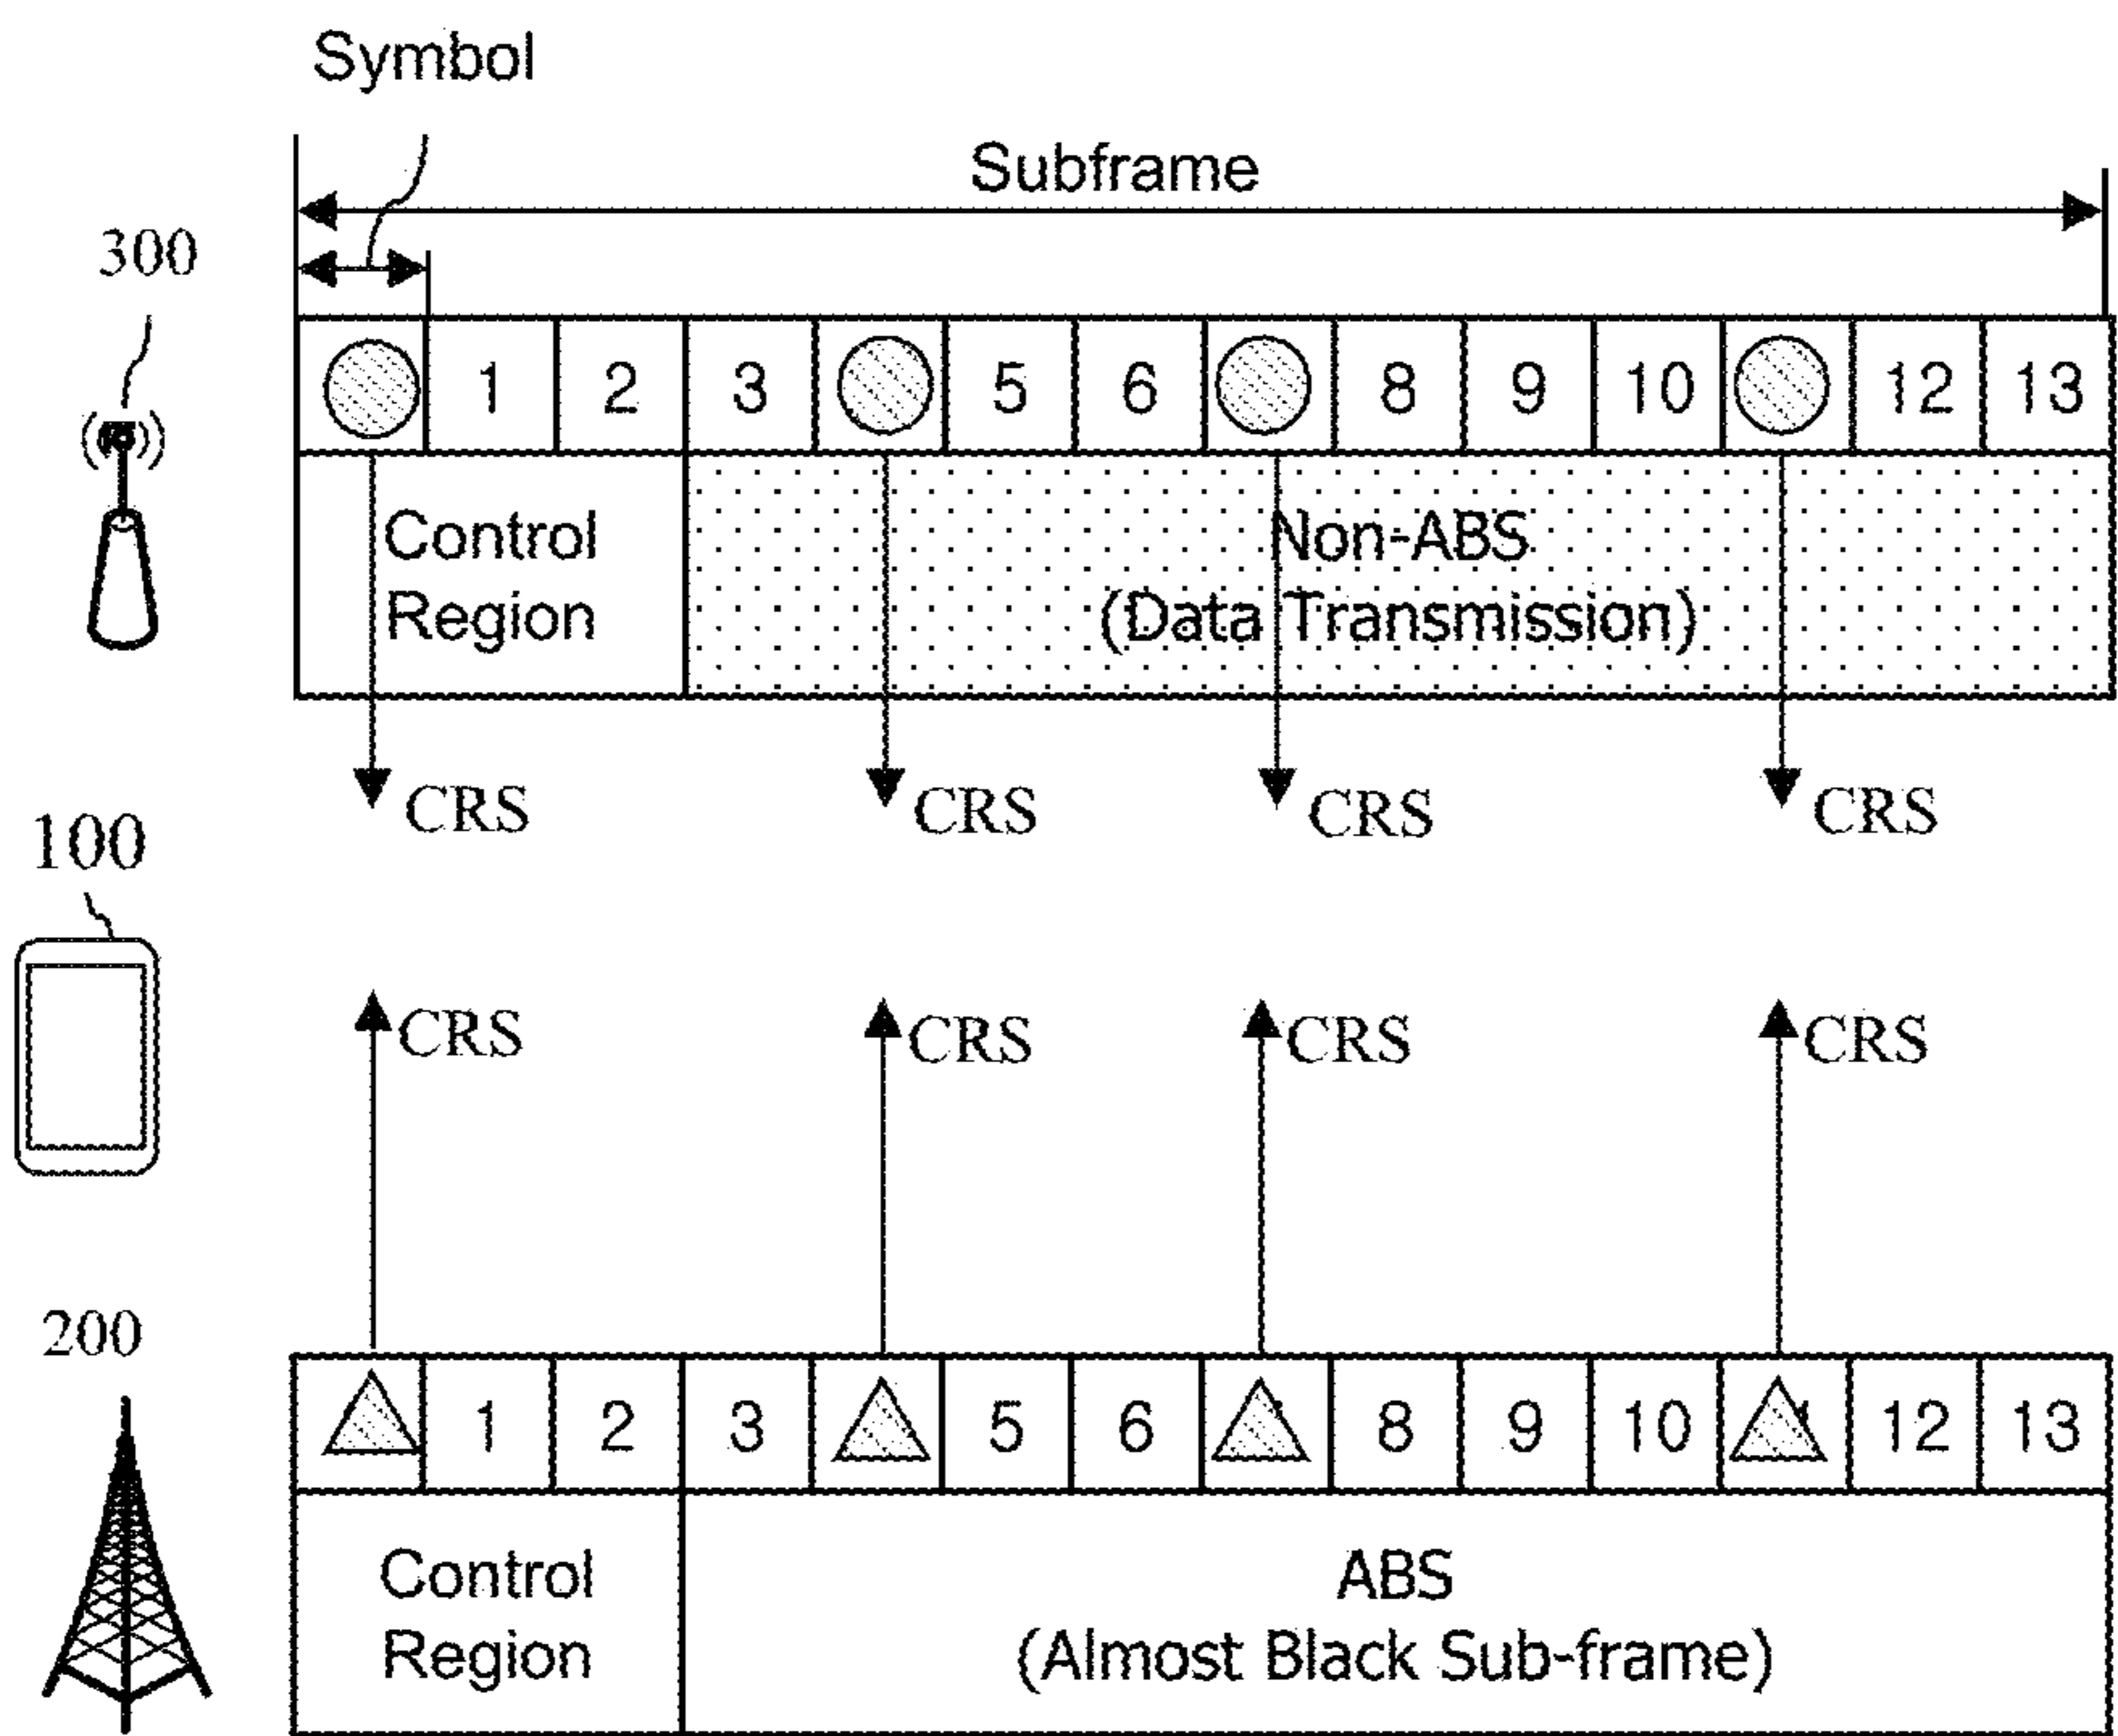 Symbol
Subframe
300
1 2 3 5 6 8 9 10 12 13
Control
Region
Non-ABS
(Data Transmission)
CRS CRS CRS CRS
100
CRS CRS CRS CRS
200
1 2 3 5 6 8 9 10 12 13
Control
Region
ABS
(Almost Black Sub-frame)